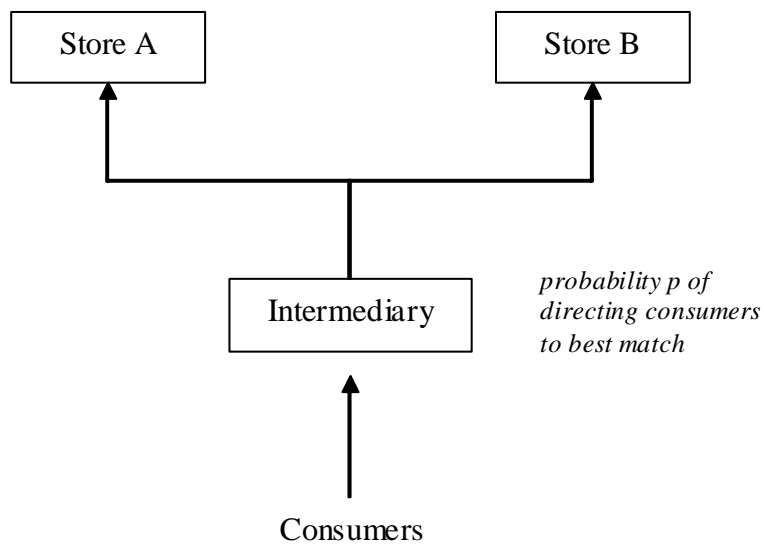 Store A
Store B
Intermediary
probability p of
directing consumers
to best match
Consumers